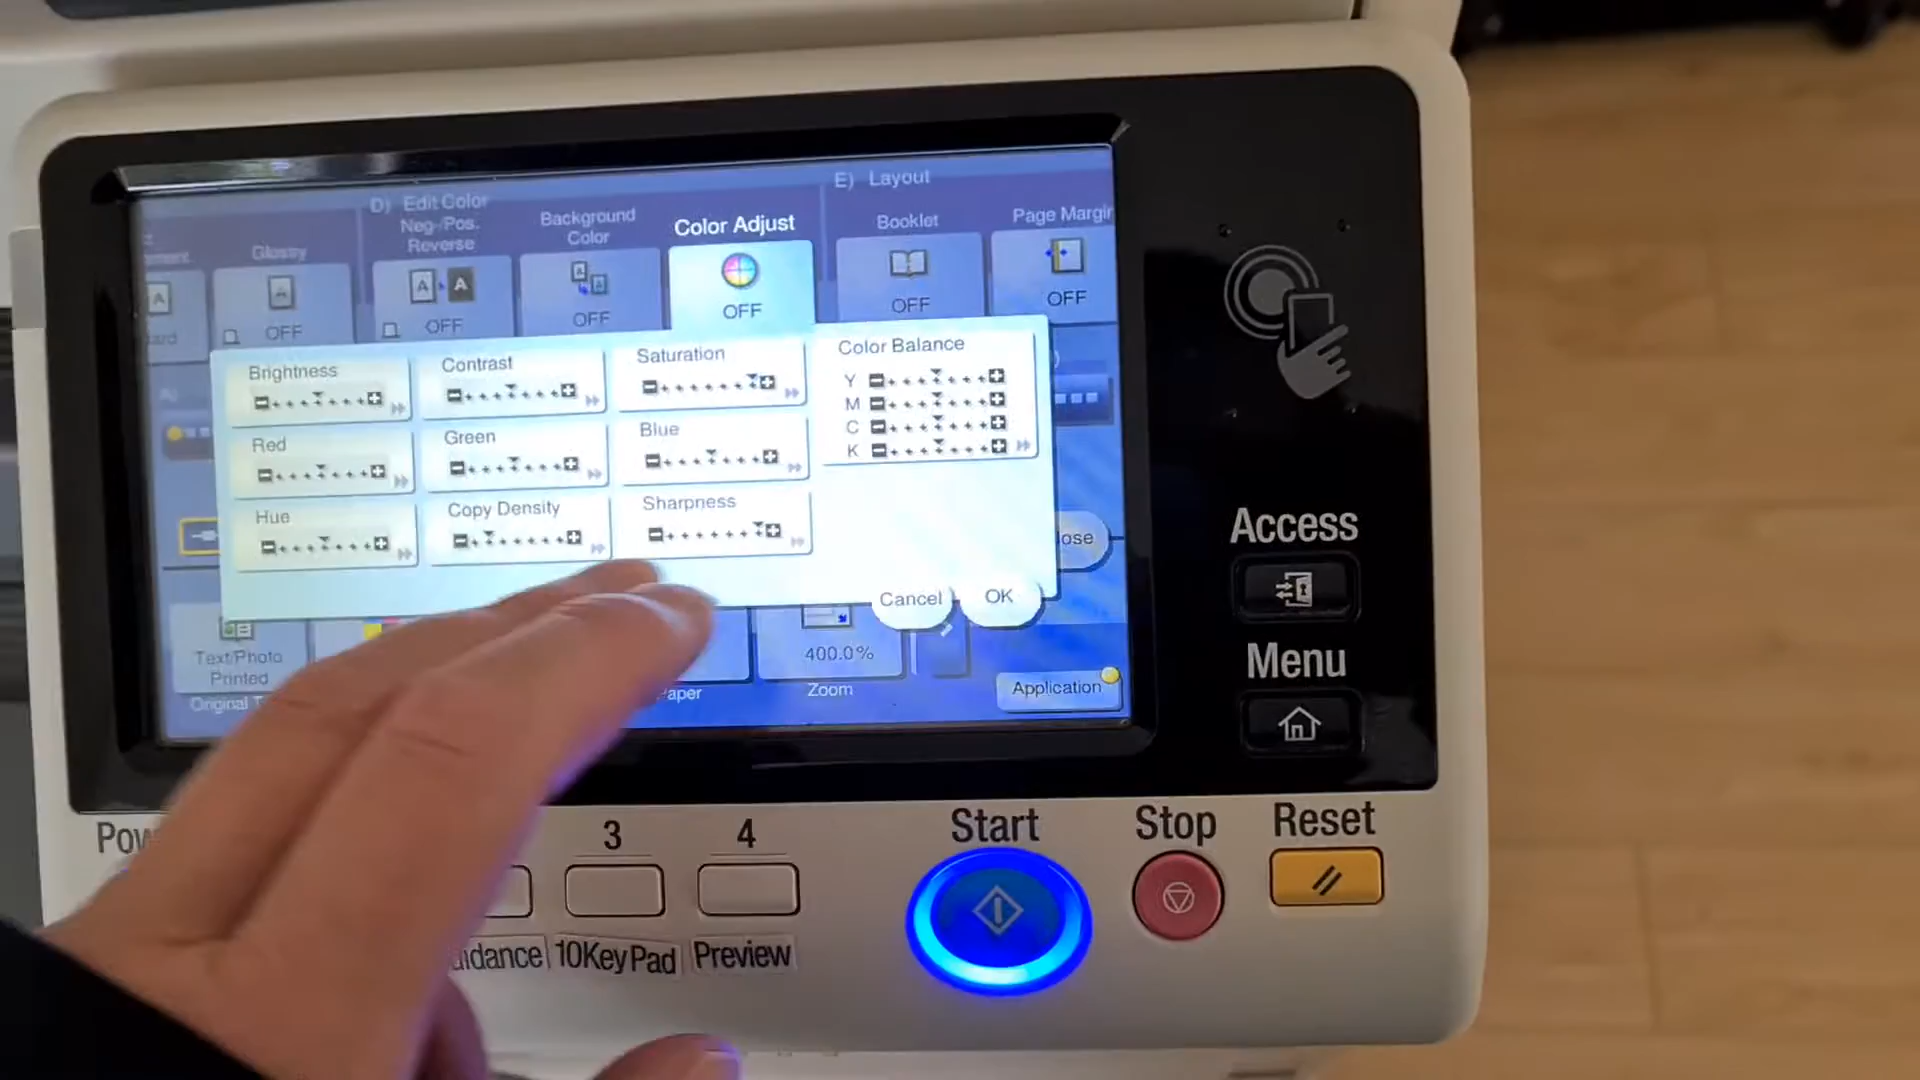 E) Layout
D) Edit Color
Neg-/Pos.
Reverse
Background
Color
Color Adjust
Booklet
Page Margin
Glossy
OFF
OFF
OFF
OFF
OFF
OFF
Brightness
Contrast
Saturation
Color Balance
Y
M
C
K
Red
Green
Blue
Hue
Copy Density
Sharpness
Cancel
OK
Text/Photo
Printed
400.0%
Zoom
Application
Access
Menu
3
4
Start
Stop
Reset
10KeyPad
Preview